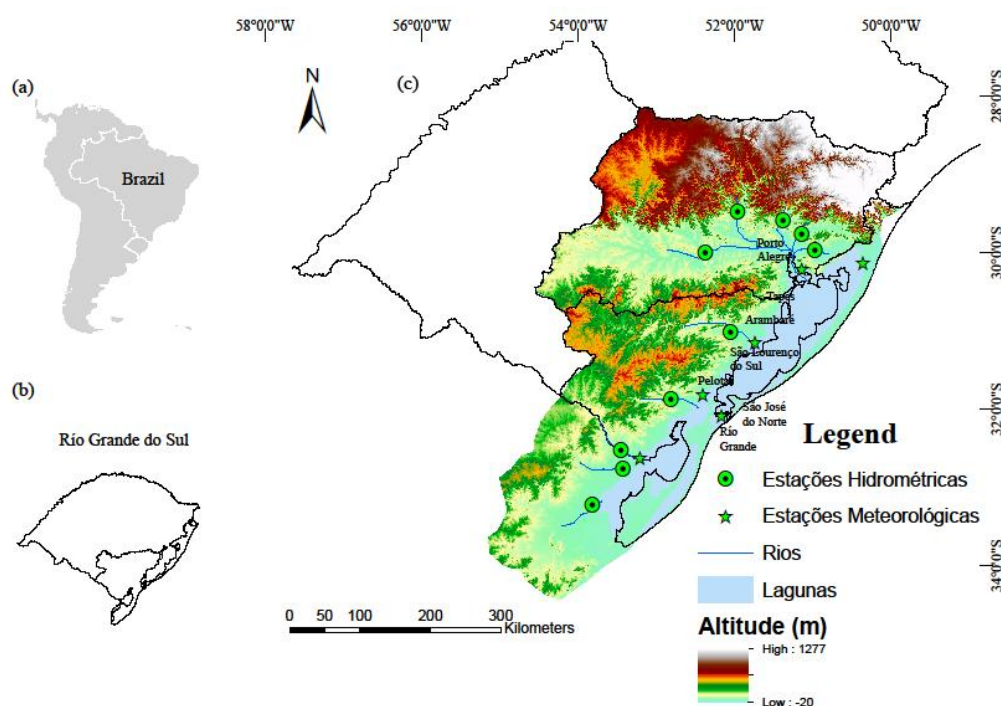 58°0'0"W
56°0'0"W
54°0'0"W
52°0'0"W
50°0'0"W
(a)
Brazil
N
(c)
28°0'0"S
30°0'0"S
32°0'0"S
34°0'0"S
Porto
Alegre
Tapes
Arambaré
São Lourenço
do Sul
Pelotas
São José
do Norte
Río
Grande
(b)
Río Grande do Sul
Legend
Estações Hidrométricas
Estações Meteorológicas
Rios
Lagunas
Altitude (m)
High : 1277
Low : -20
0 50 100 200 300
Kilometers